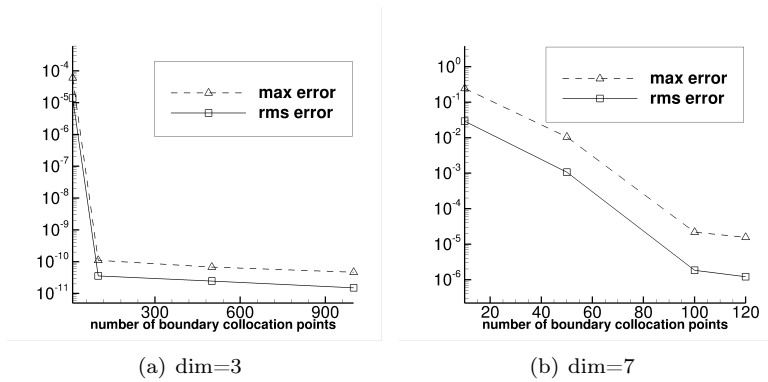 10-4
10-5
10-6
10-7
10-8
10-9
10-10
10-11
300 600 900
number of boundary collocation points
max error
rms error
(a) dim=3
100
10-1
10-2
10-3
10-4
10-5
10-6
20 40 60 80 100 120
number of boundary collocation points
max error
rms error
(b) dim=7